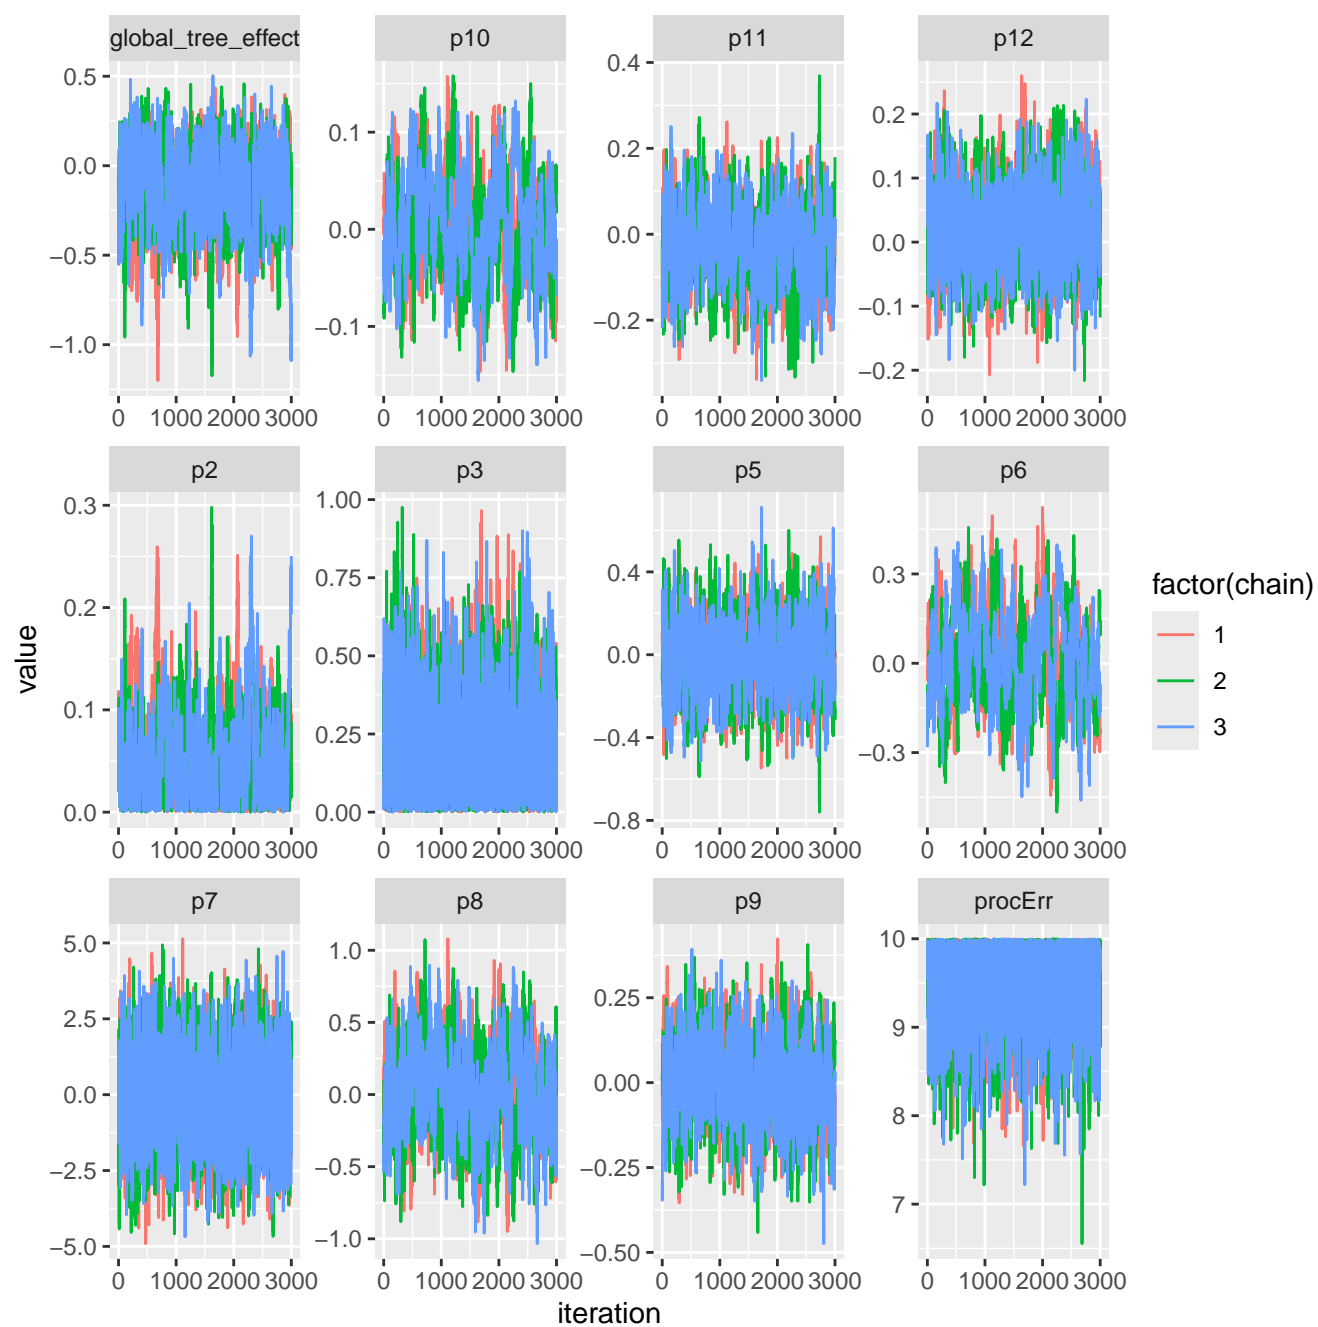 global_tree_effect p10 p11 p12
0.5 0.0 −0.5 −1.0
0.1 0.0 −0.1
0.4 0.2 0.0 −0.2
0.2 0.1 0.0 −0.1 −0.2
0 1000 2000 3000 0 1000 2000 3000 0 1000 2000 3000 0 1000 2000 3000
p2 p3 p5 p6
0.3 0.2 0.1 0.0
1.00 0.75 0.50 0.25 0.00
0.4 0.0 −0.4 −0.8
0.3 0.0 −0.3
0 1000 2000 3000 0 1000 2000 3000 0 1000 2000 3000 0 1000 2000 3000
p7 p8 p9 procErr
5.0 2.5 0.0 −2.5 −5.0
1.0 0.5 0.0 −0.5 −1.0
0.25 0.00 −0.25 −0.50
10 9 8 7
0 1000 2000 3000 0 1000 2000 3000 0 1000 2000 3000 0 1000 2000 3000
value
iteration
factor(chain)
1
2
3